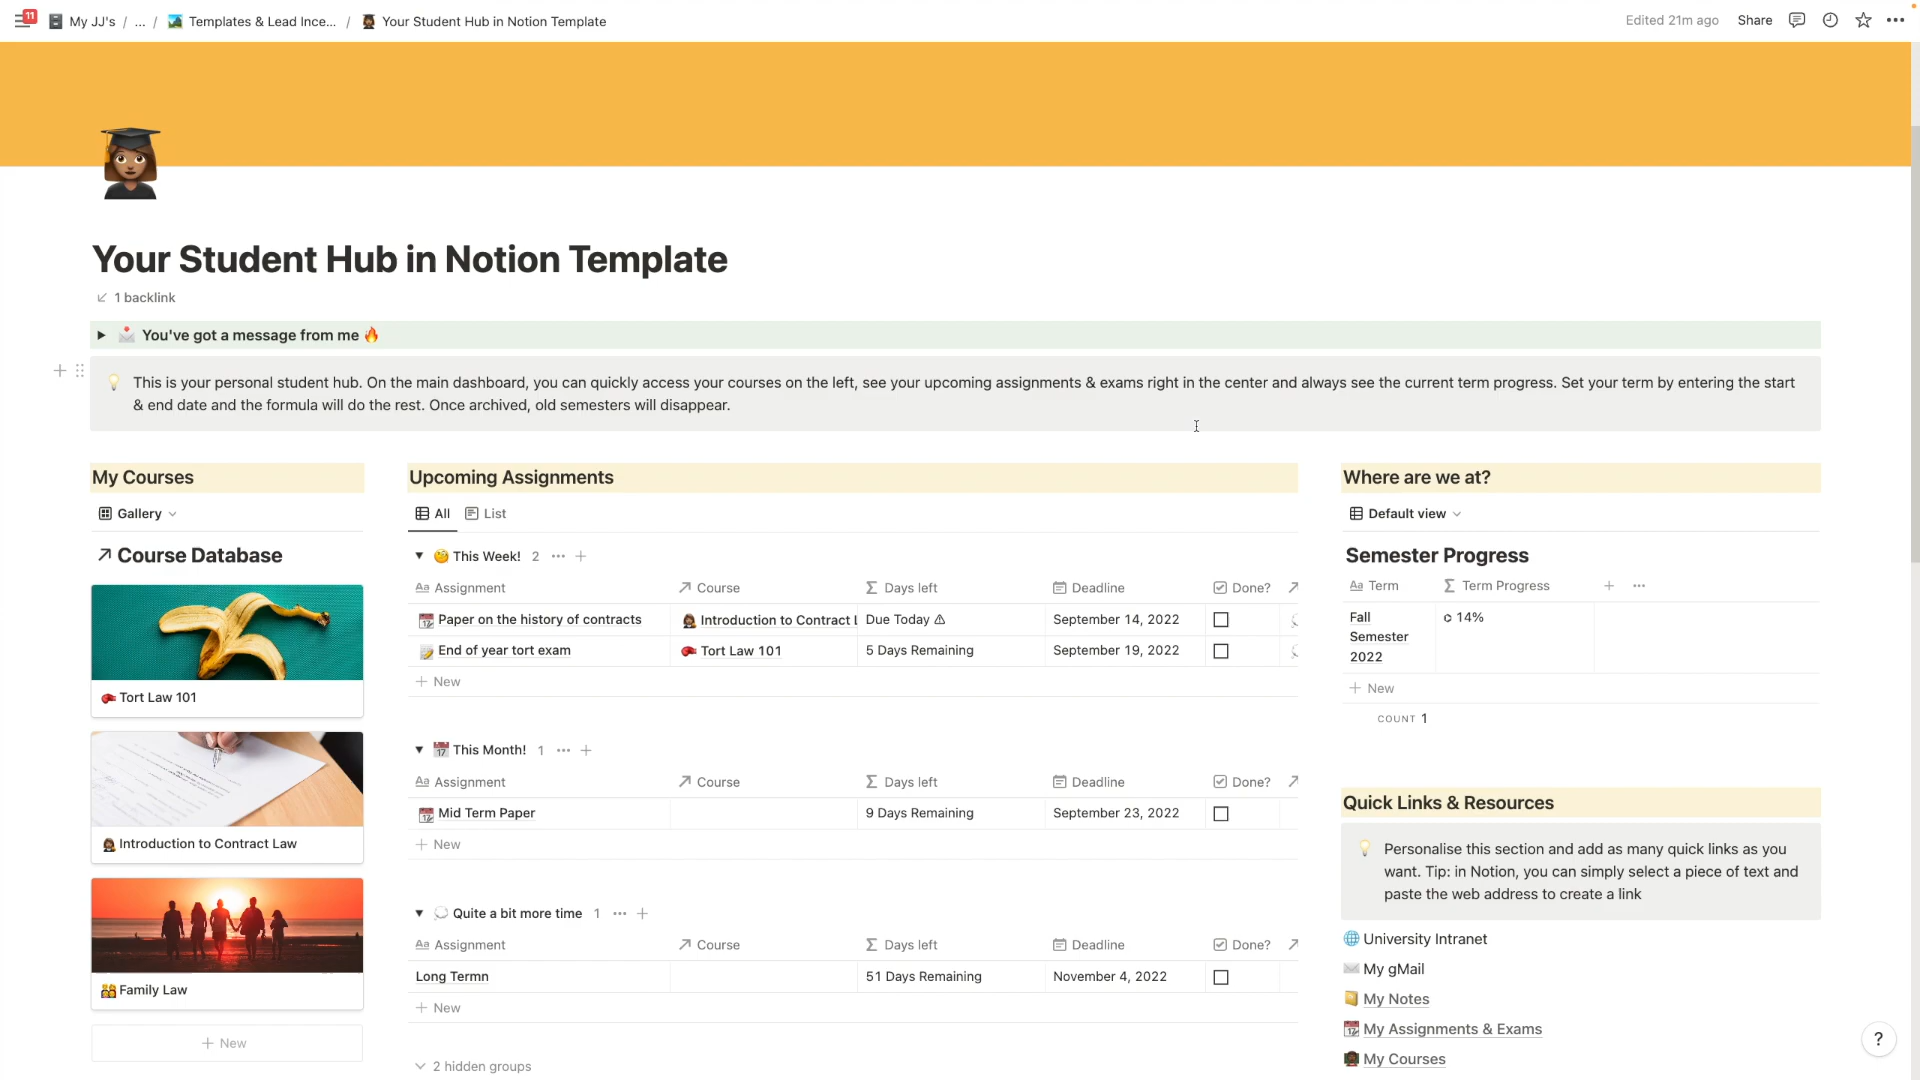 11 My JJ's / ... / Templates & Lead Ince... / Your Student Hub in Notion Template Edited 21m ago Share
Your Student Hub in Notion Template
1 backlink
You've got a message from me
This is your personal student hub. On the main dashboard, you can quickly access your courses on the left, see your upcoming assignments & exams right in the center and always see the current term progress. Set your term by entering the start
& end date and the formula will do the rest. Once archived, old semesters will disappear.
My Courses
Gallery
Course Database
Tort Law 101
Introduction to Contract Law
Family Law
New
Upcoming Assignments
All List
This Week! 2
Aa Assignment Course Days left Deadline Done?
Paper on the history of contracts Introduction to Contract L Due Today ⚠ September 14, 2022
End of year tort exam Tort Law 101 5 Days Remaining September 19, 2022
New
This Month! 1
Aa Assignment Course Days left Deadline Done?
Mid Term Paper 9 Days Remaining September 23, 2022
New
Quite a bit more time 1
Aa Assignment Course Days left Deadline Done?
Long Termn 51 Days Remaining November 4, 2022
New
2 hidden groups
Where are we at?
Default view
Semester Progress
Aa Term Term Progress
Fall 14%
Semester
2022
New
COUNT 1
Quick Links & Resources
Personalise this section and add as many quick links as you
want. Tip: in Notion, you can simply select a piece of text and
paste the web address to create a link
University Intranet
My gMail
My Notes
My Assignments & Exams
My Courses
?